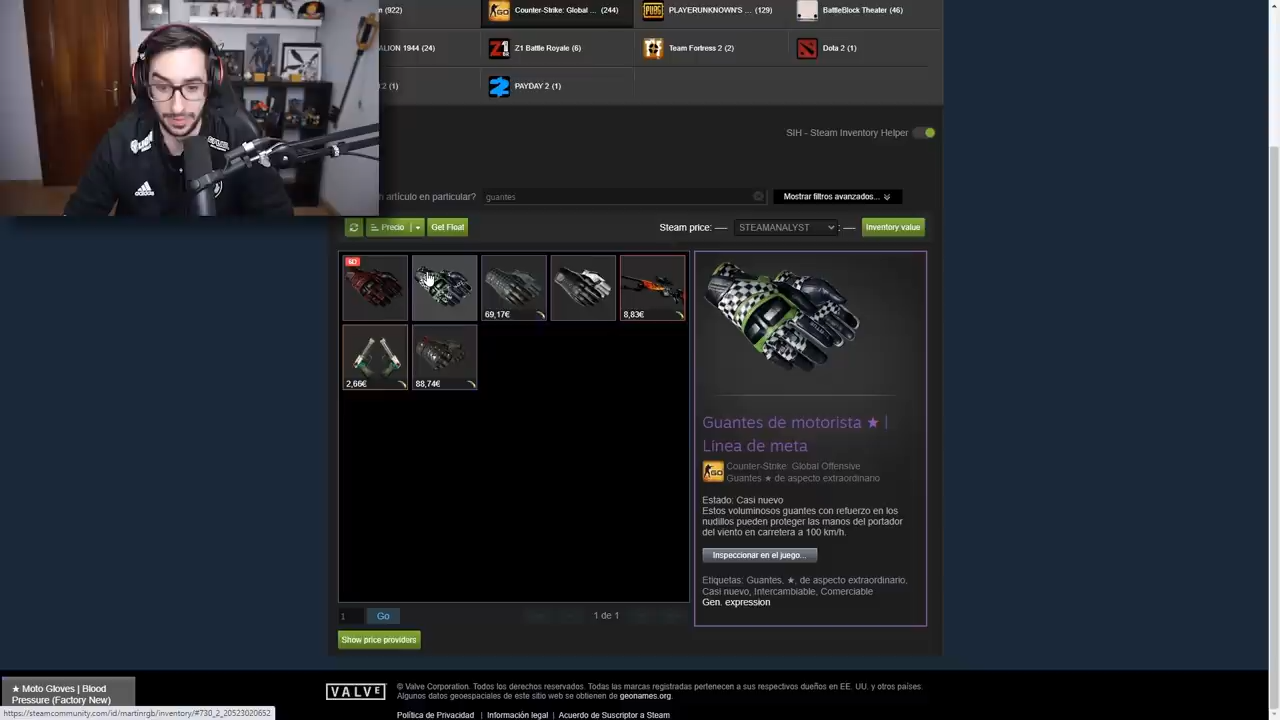 (922)
Counter-Strike: Global ... (244)
PLAYERUNKNOWN'S ... (129)
BattleBlock Theater (46)
ALION 1944 (24)
Z1 Battle Royale (6)
Team Fortress 2 (2)
Dota 2 (1)
2 (1)
PAYDAY 2 (1)
SIH - Steam Inventory Helper
artículo en particular?
guantes
Mostrar filtros avanzados...
Precio
Get Float
Steam price: —
STEAMANALYST
: —
Inventory value
69,17€
8,83€
2,66€
88,74€
Guantes de motorista ★ |
Línea de meta
Counter-Strike: Global Offensive
Guantes ★ de aspecto extraordinario
Estado: Casi nuevo
Estos voluminosos guantes con refuerzo en los
nudillos pueden proteger las manos del portador
del viento en carretera a 100 km/h.
Inspeccionar en el juego...
Etiquetas: Guantes, ★, de aspecto extraordinario,
Casi nuevo, Intercambiable, Comerciable
Gen. expression
1
Go
1 de 1
Show price providers
★ Moto Gloves | Blood
Pressure (Factory New)
https://steamcommunity.com/id/martinrgb/inventory/#730_2_20523020652
VALVE
© Valve Corporation. Todos los derechos reservados. Todas las marcas registradas pertenecen a sus respectivos dueños en EE. UU. y otros países.
Algunos datos geoespaciales de este sitio web se obtienen de geonames.org.
Política de Privacidad | Información legal | Acuerdo de Suscriptor a Steam